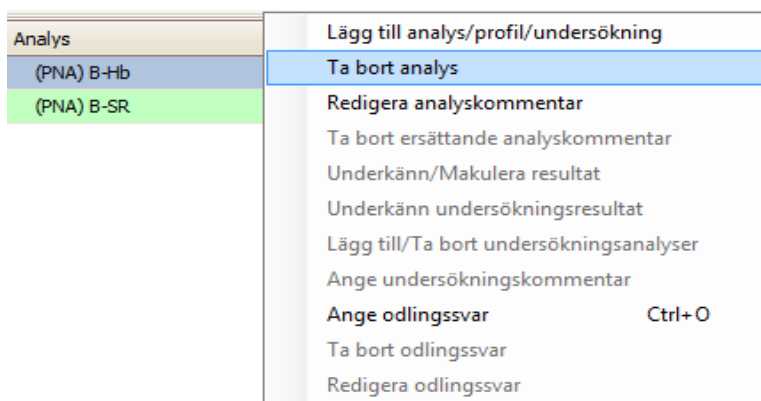 Analys
(PNA) B-Hb
(PNA) B-SR
Lägg till analys/profil/undersökning
Ta bort analys
Redigera analyskommentar
Ta bort ersättande analyskommentar
Underkänn/Makulera resultat
Underkänn undersökningsresultat
Lägg till/Ta bort undersökningsanalyser
Ange undersökningskommentar
Ange odlingssvar Ctrl+O
Ta bort odlingssvar
Redigera odlingssvar